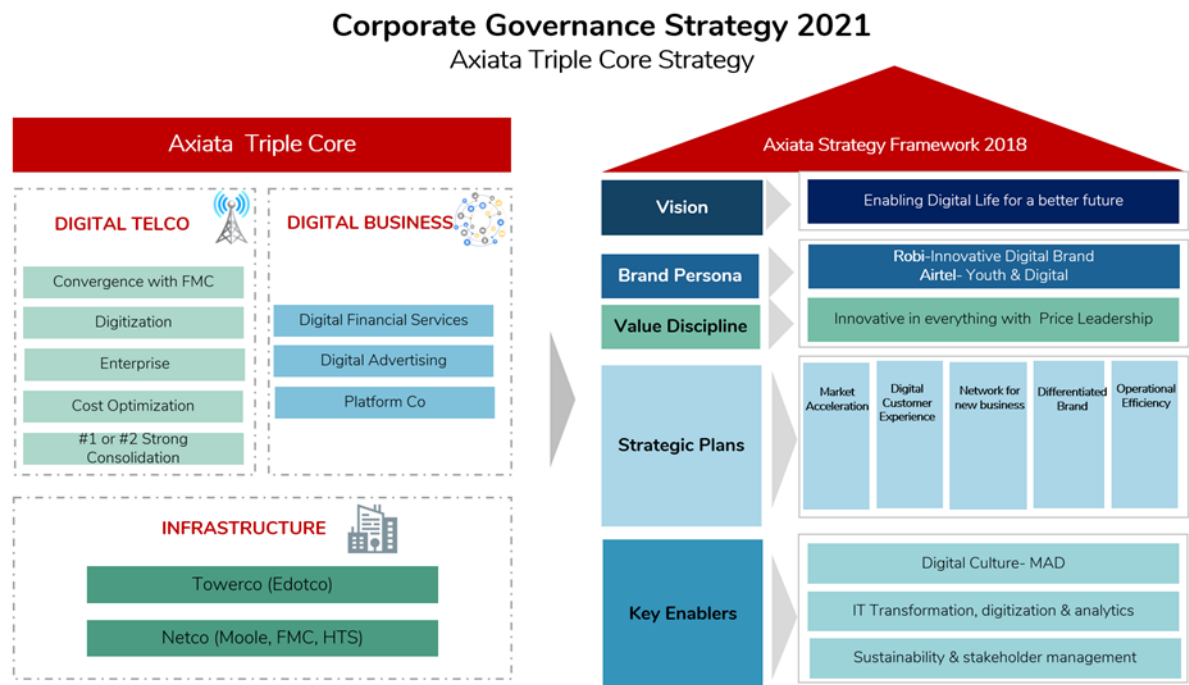 Corporate Governance Strategy 2021
Axiata Triple Core Strategy
Axiata Triple Core
DIGITAL TELCO
Convergence with FMC
Digitization
Enterprise
Cost Optimization
#1 or #2 Strong
Consolidation
DIGITAL BUSINESS
Digital Financial Services
Digital Advertising
Platform Co
INFRASTRUCTURE
Towerco (Edotco)
Netco (Moole, FMC, HTS)
Axiata Strategy Framework 2018
Vision
Enabling Digital Life for a better future
Brand Persona
Robi-Innovative Digital Brand
Airtel- Youth & Digital
Value Discipline
Innovative in everything with Price Leadership
Strategic Plans
Market
Acceleration
Digital
Customer
Experience
Network for
new business
Differentiated
Brand
Operational
Efficiency
Key Enablers
Digital Culture- MAD
IT Transformation, digitization & analytics
Sustainability & stakeholder management